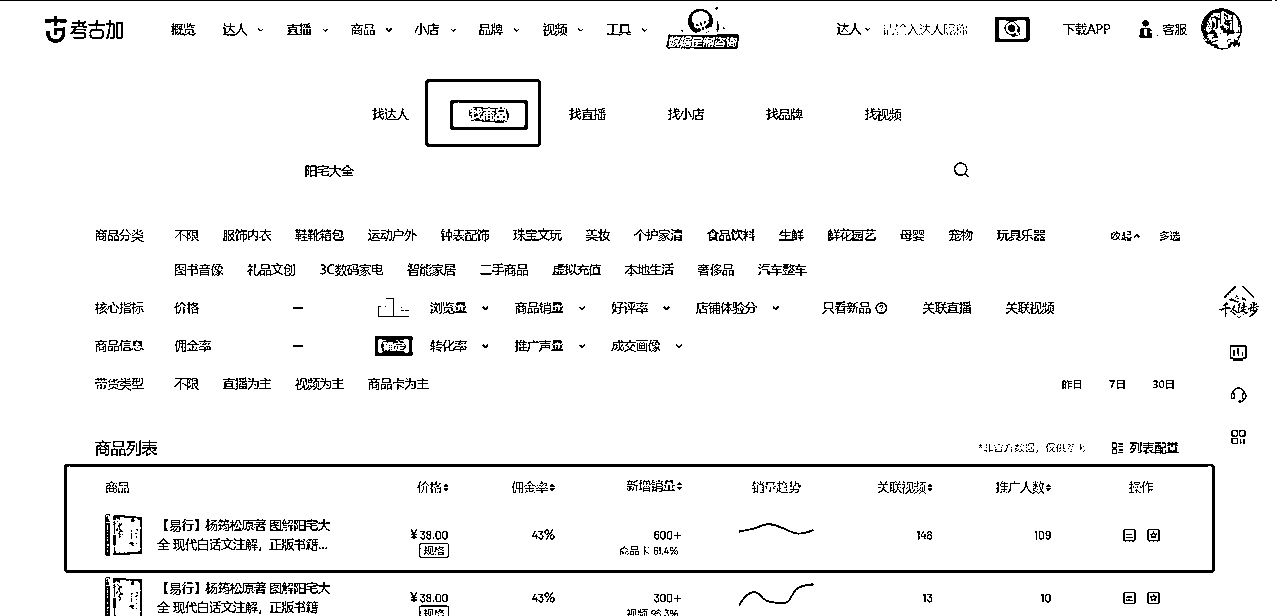 考古加 概览 达人 直播 商品 小店 品牌 视频 工具 数据定制咨询 达人 请输入达人昵称 下载APP 客服
找达人 找商品 找直播 找小店 找品牌 找视频
阳宅大全
商品分类 不限 服饰内衣 鞋靴箱包 运动户外 钟表配饰 珠宝文玩 美妆 个护家清 食品饮料 生鲜 鲜花园艺 母婴 宠物 玩具乐器 收起 多选
图书音像 礼品文创 3C数码家电 智能家居 二手商品 虚拟充值 本地生活 奢侈品 汽车整车
核心指标 价格 — 浏览量 商品销量 好评率 店铺体验分 只看新品 关联直播 关联视频
商品信息 佣金率 — 确定 转化率 推广声量 成交画像
带货类型 不限 直播为主 视频为主 商品卡为主 昨日 7日 30日
商品列表 *非官方数据，仅供参考 列表配置
商品 价格 佣金率 新增销量 销量趋势 关联视频 推广人数 操作
【易行】杨筠松原著 图解阳宅大
全 现代白话文注解，正版书籍...
¥38.00 43% 600+ 146 109
规格 商品卡 61.4%
【易行】杨筠松原著 图解阳宅大
全 现代白话文注解，正版书籍
¥38.00 43% 300+ 13 10
规格 视频 96.3%